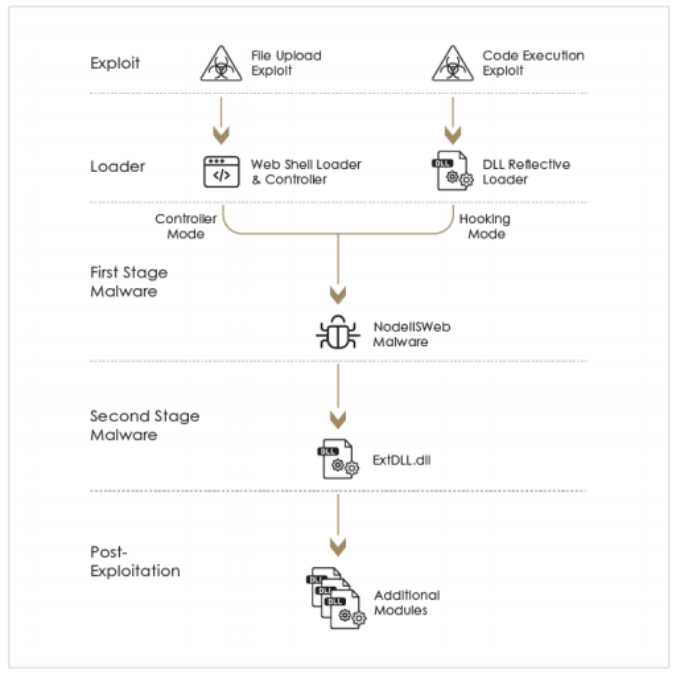 Exploit
File Upload
Exploit
Code Execution
Exploit
Loader
</>
Web Shell Loader
& Controller
DLL
DLL Reflective
Loader
Controller
Mode
Hooking
Mode
First Stage
Malware
NodeIISWeb
Malware
Second Stage
Malware
DLL
ExtDLL.dll
Post-
Exploitation
DLL
DLL
DLL
Additional
Modules